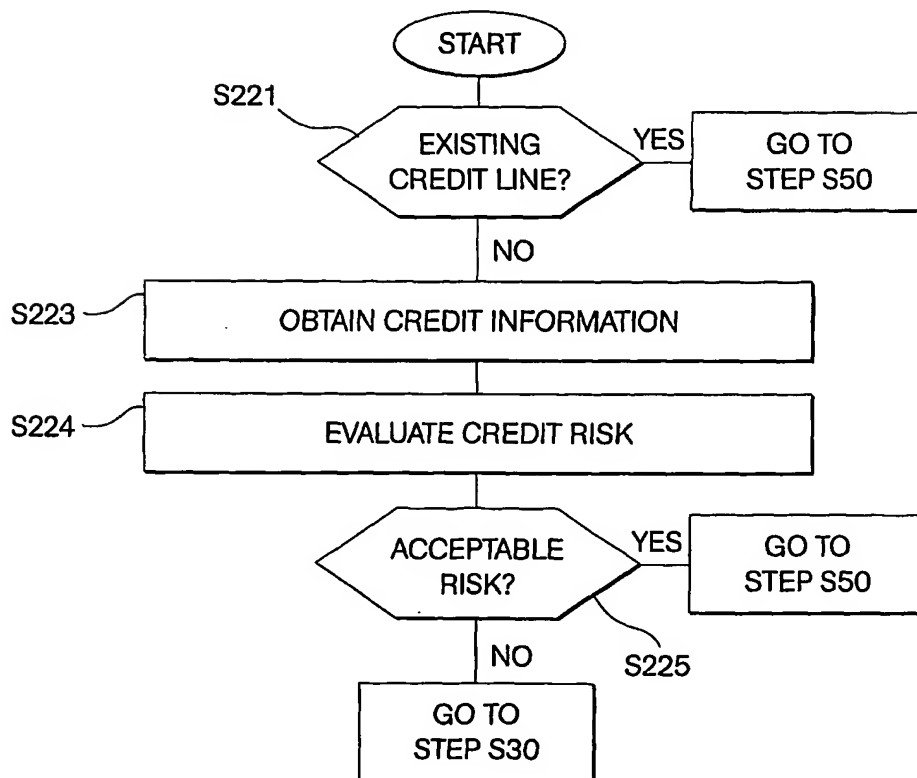 START
S221
EXISTING
CREDIT LINE?
YES
GO TO
STEP S50
NO
S223
OBTAIN CREDIT INFORMATION
S224
EVALUATE CREDIT RISK
ACCEPTABLE
RISK?
YES
GO TO
STEP S50
S225
NO
GO TO
STEP S30